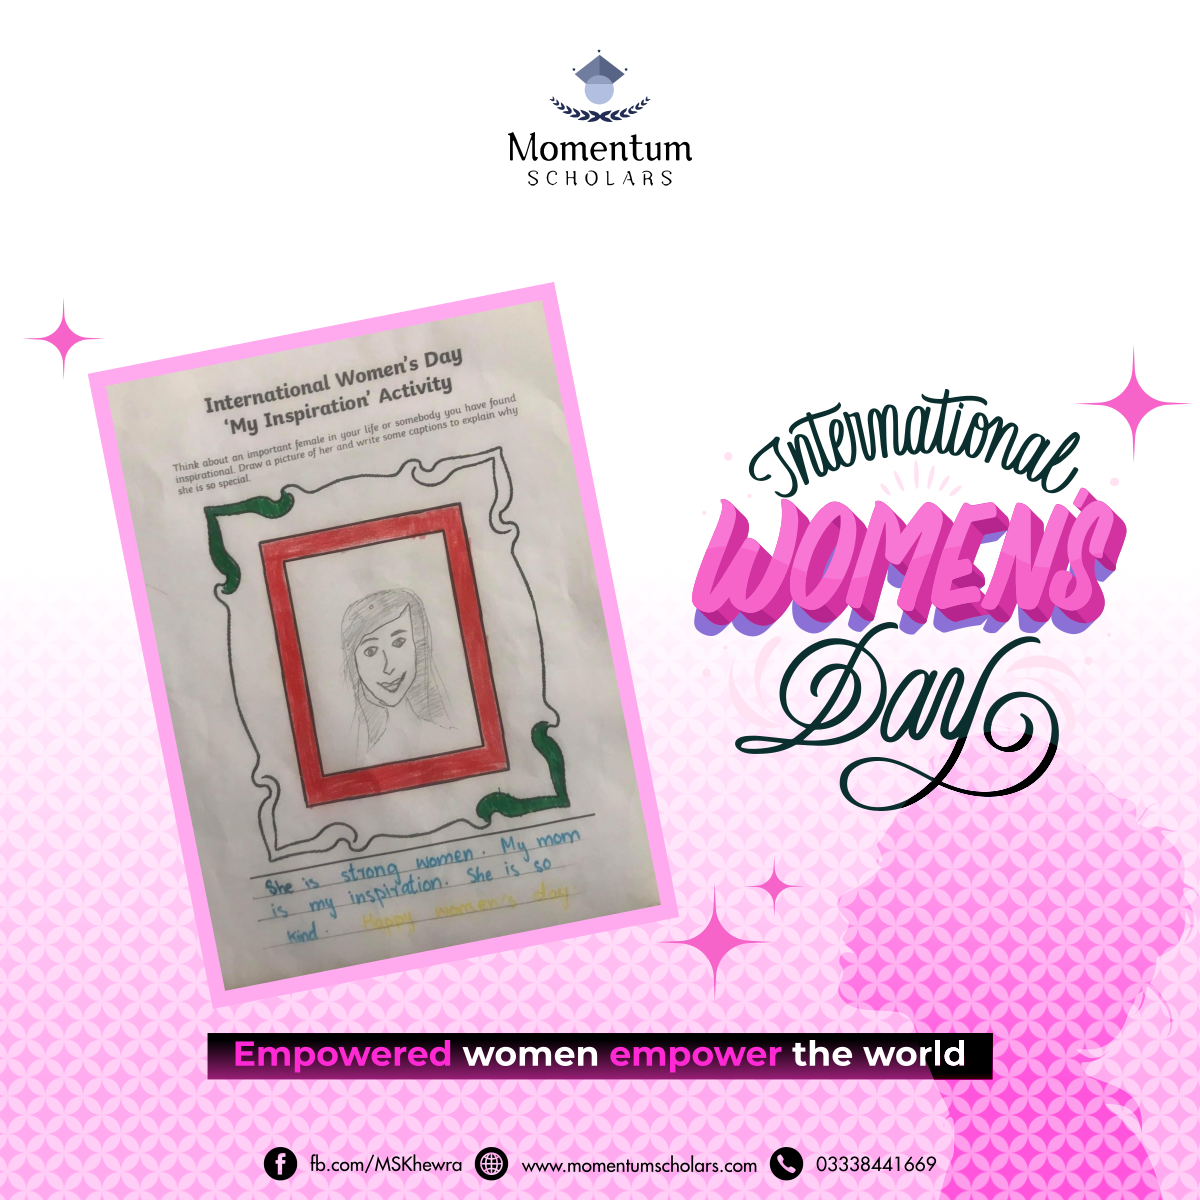 Momentum
SCHOLARS
International Women's Day
'My Inspiration' Activity
Think about an important female in your life or somebody you have found
inspirational. Draw a picture of her and write some captions to explain why
she is so special.
She is strong women. My mom
is my inspiration. She is so
kind. Happy women's day
International
WOMEN'S
Day
Empowered women empower the world
fb.com/MSKhewra
www.momentumscholars.com
03338441669